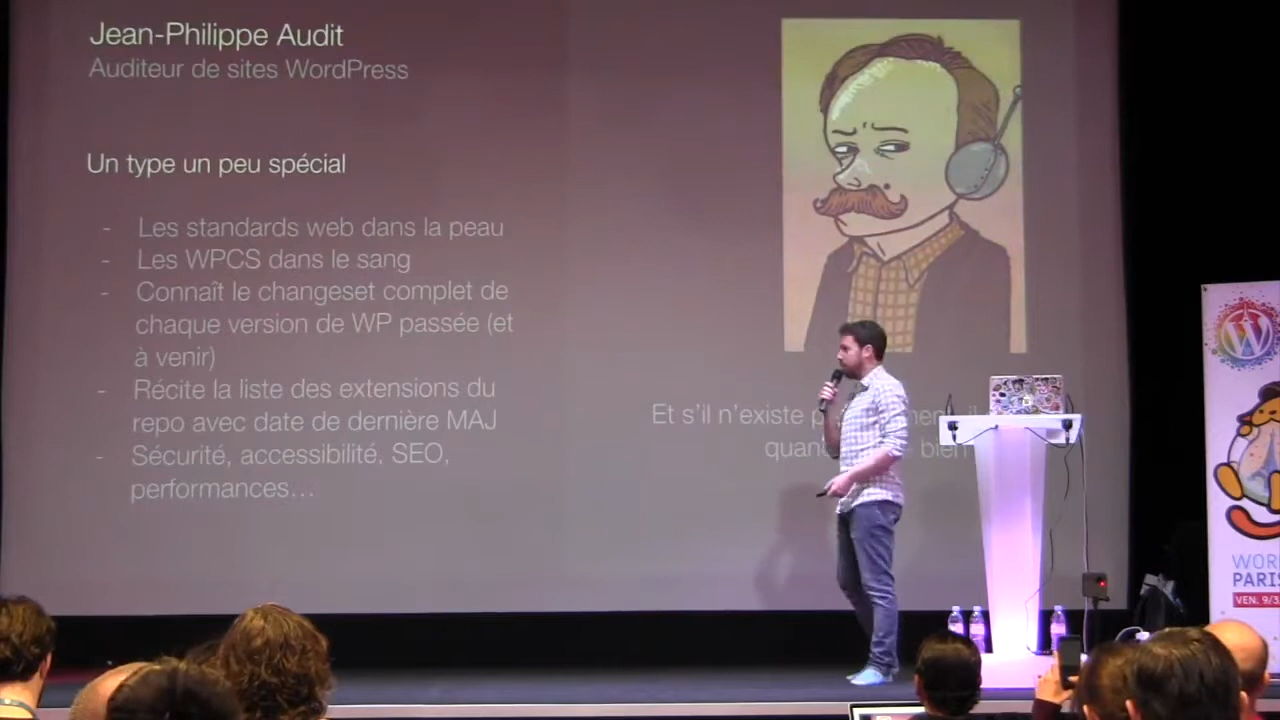 Jean-Philippe Audit
Auditeur de sites WordPress
Un type un peu spécial
- Les standards web dans la peau
- Les WPCS dans le sang
- Connaît le changeset complet de
chaque version de WP passée (et
à venir)
- Récite la liste des extensions du
repo avec date de dernière MAJ
- Sécurité, accessibilité, SEO,
performances…
Et s'il n'existe
bien
PARIS
VEN. 9/3